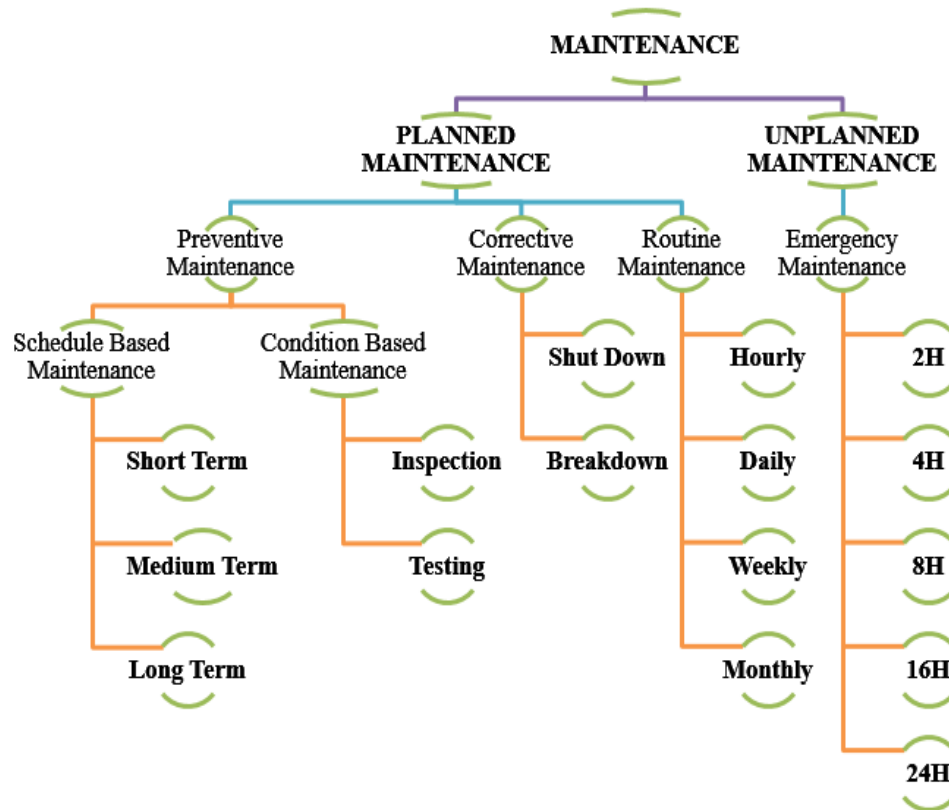 MAINTENANCE
PLANNED
MAINTENANCE
UNPLANNED
MAINTENANCE
Preventive
Maintenance
Corrective
Maintenance
Routine
Maintenance
Emergency
Maintenance
Schedule Based
Maintenance
Condition Based
Maintenance
Short Term
Medium Term
Long Term
Inspection
Testing
Shut Down
Breakdown
Hourly
Daily
Weekly
Monthly
2H
4H
8H
16H
24H